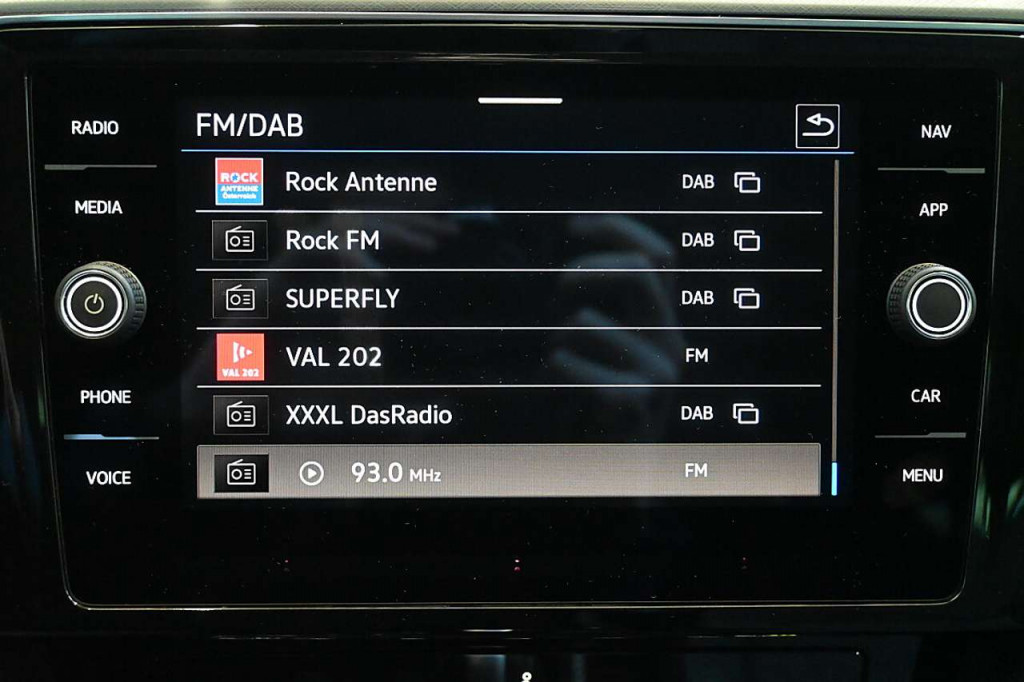 RADIO
MEDIA
PHONE
VOICE
FM/DAB
ROCK
ANTENNE
Österreich
Rock Antenne DAB
Rock FM DAB
SUPERFLY DAB
VAL 202
VAL 202 FM
XXXL DasRadio DAB
93.0 MHz FM
NAV
APP
CAR
MENU